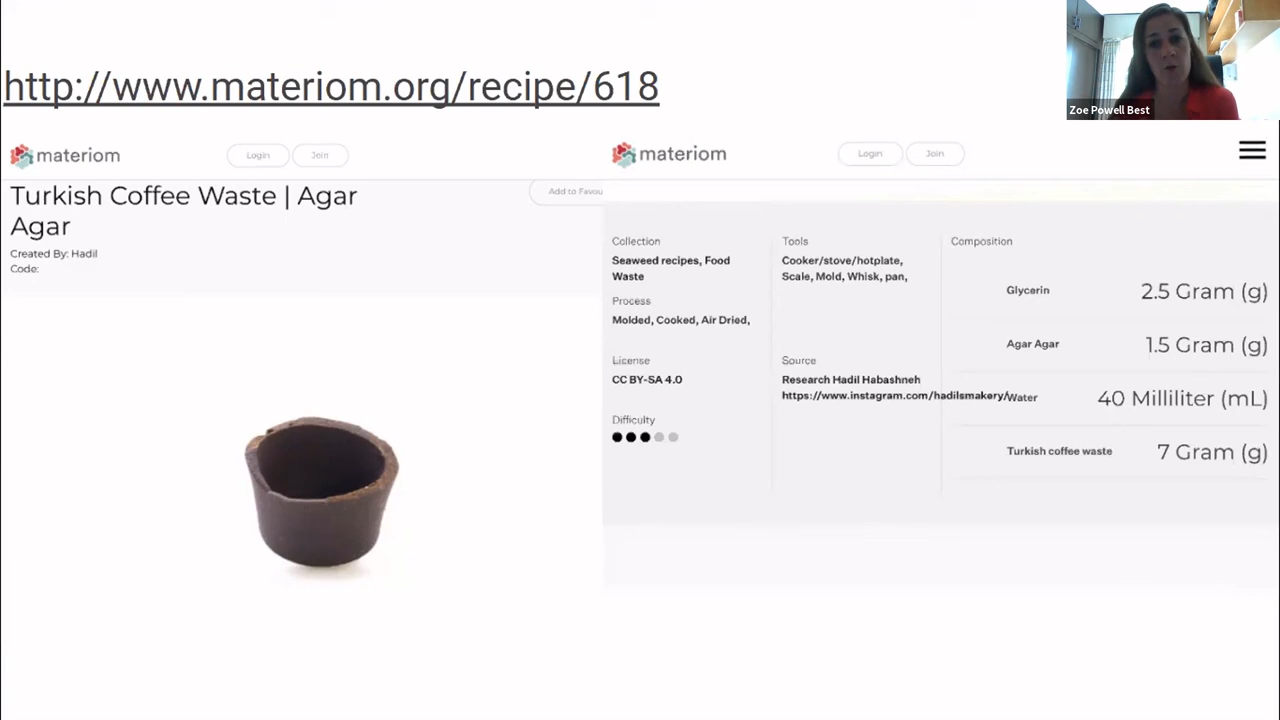 http://www.materiom.org/recipe/618
Zoe Powell Best
materiom
Login
Join
Turkish Coffee Waste | Agar
Agar
Add to Favou
Created By: Hadil
Code:
materiom
Login
Join
Collection
Seaweed recipes, Food
Waste
Process
Molded, Cooked, Air Dried,
License
CC BY-SA 4.0
Difficulty
Tools
Cooker/stove/hotplate,
Scale, Mold, Whisk, pan,
Source
Research Hadil Habashneh
https://www.instagram.com/hadilsmakery/
Composition
Glycerin 2.5 Gram (g)
Agar Agar 1.5 Gram (g)
Water 40 Milliliter (mL)
Turkish coffee waste 7 Gram (g)